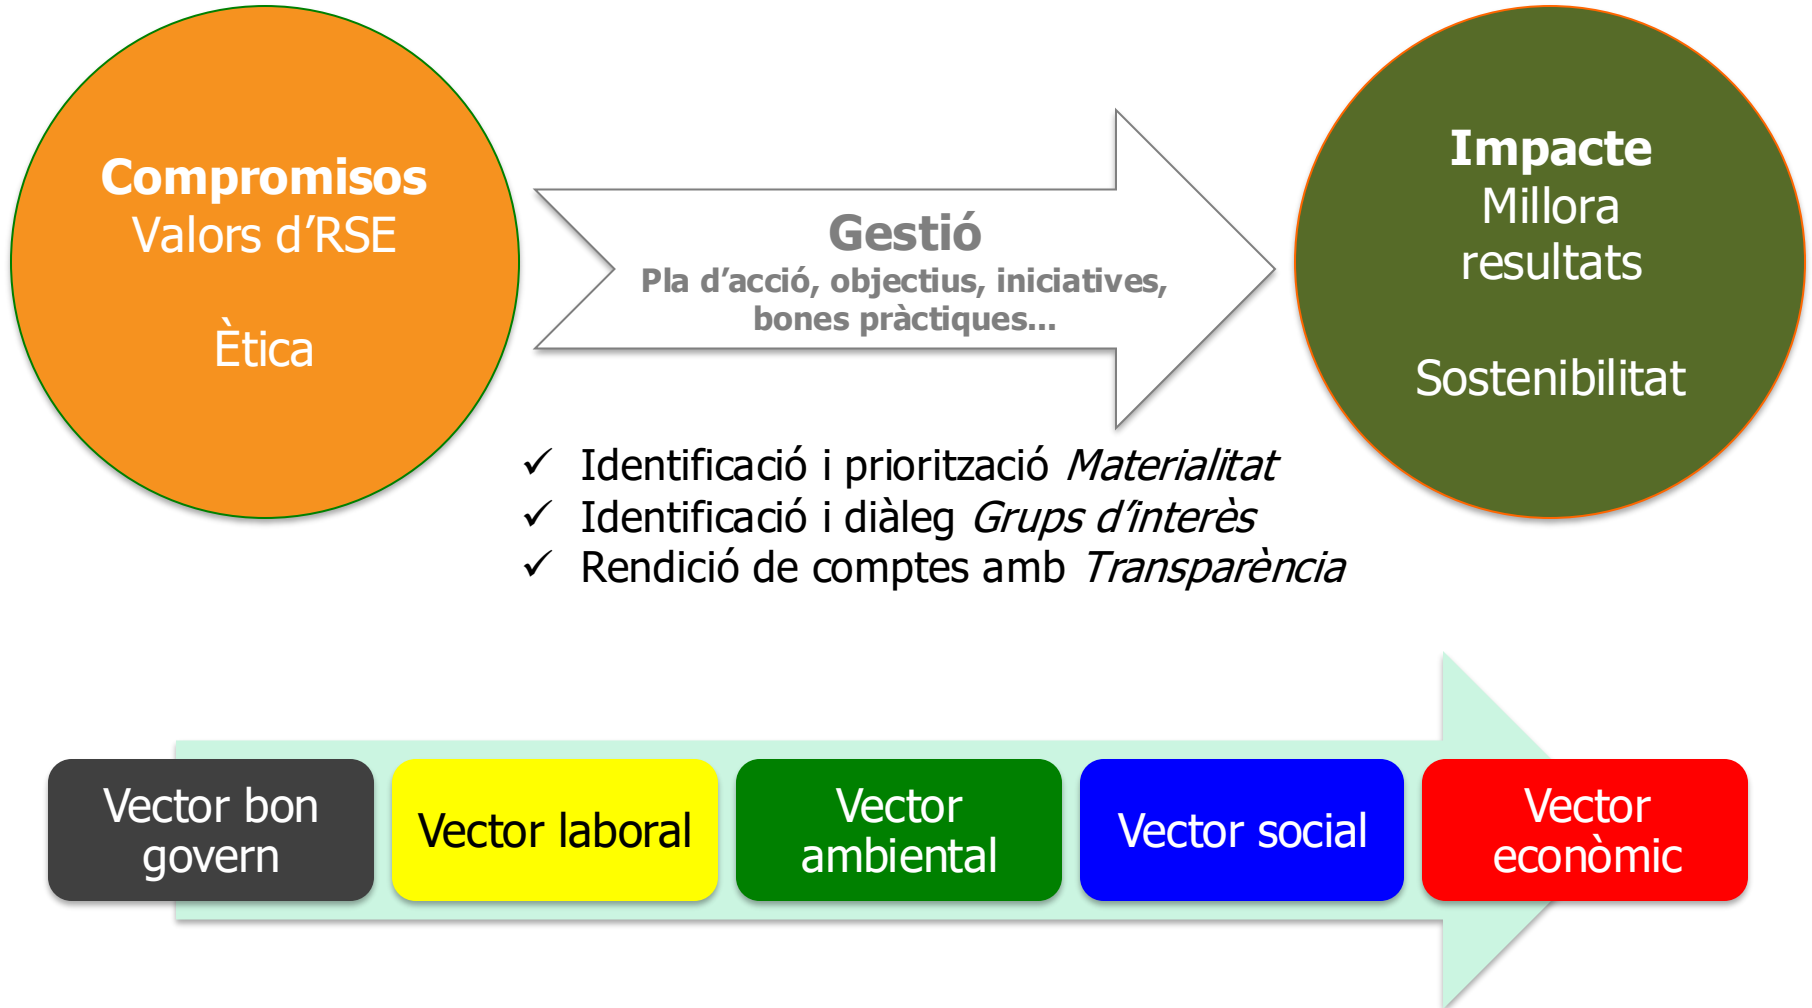 Compromisos
Valors d’RSE
Ètica
Gestió
Pla d’acció, objectius, iniciatives,
bones pràctiques...
Impacte
Millora
resultats
Sostenibilitat
✓ Identificació i priorització Materialitat
✓ Identificació i diàleg Grups d’interès
✓ Rendició de comptes amb Transparència
Vector bon
govern
Vector laboral
Vector
ambiental
Vector social
Vector
econòmic